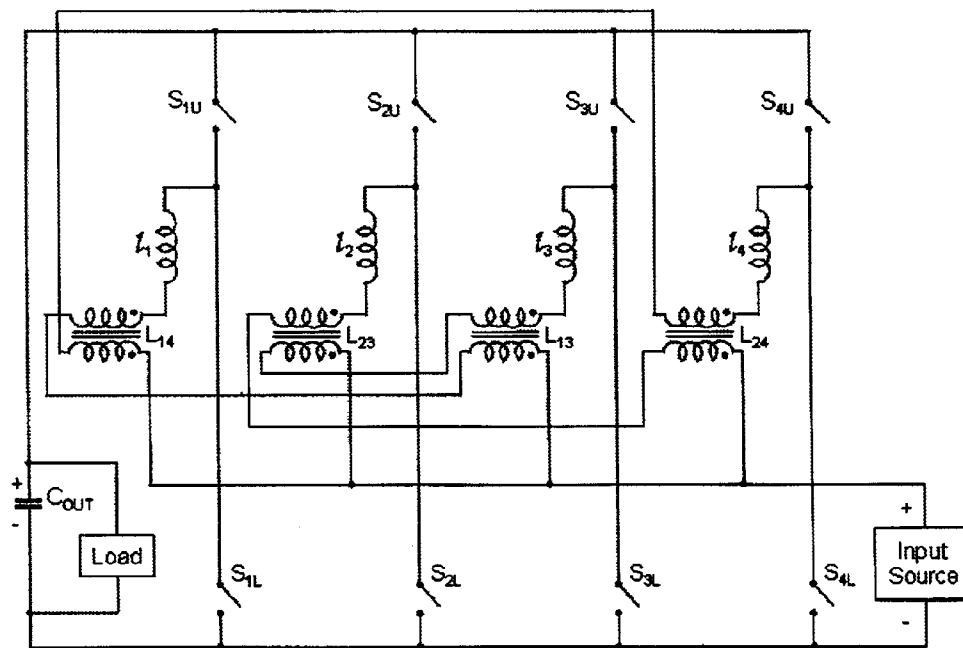 S1U
S2U
S3U
S4U
l1
l2
l3
l4
L14
L23
L13
L24
+
COUT
-
Load
S1L
S2L
S3L
S4L
+
Input
Source
-